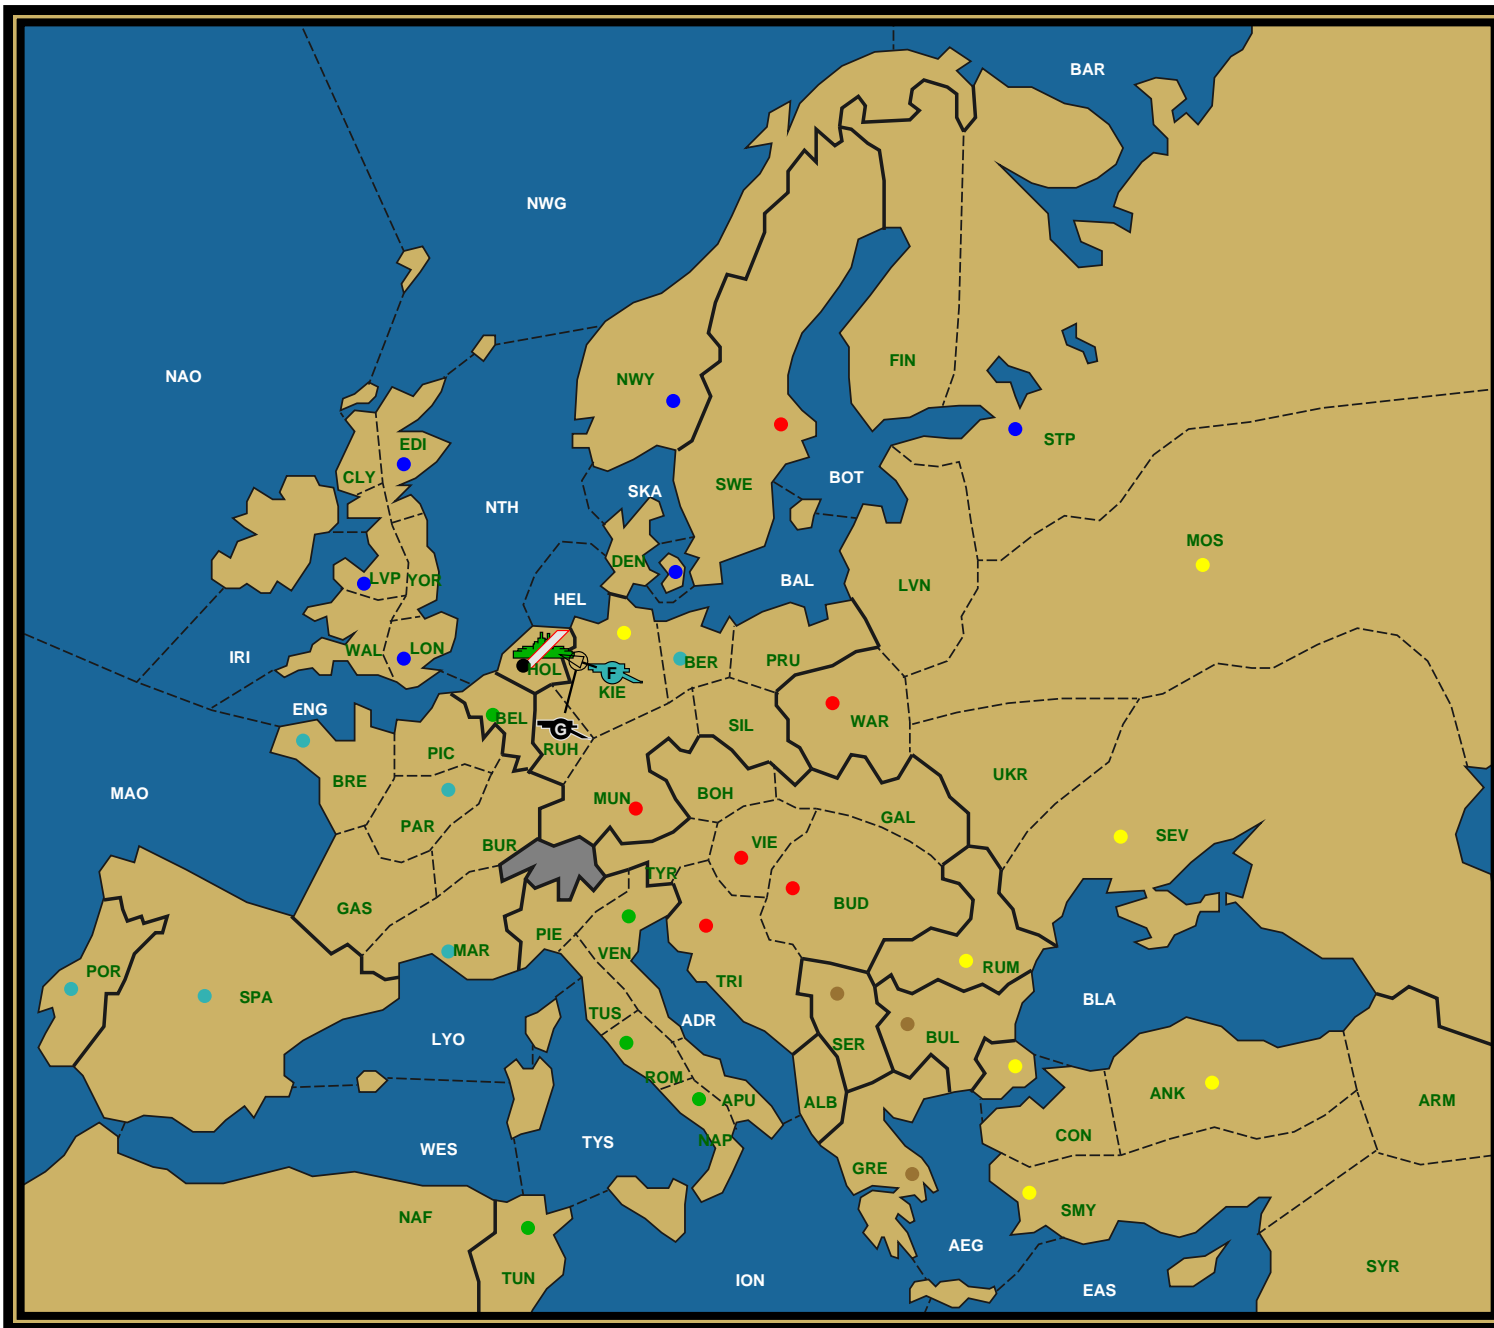 BAR
NWG
NAO
FIN
NWY
EDI
STP
CLY
SWE
BOT
SKA
NTH
MOS
DEN
LVP
YOR
BAL
LVN
HEL
WAL
LON
IRI
HOL
BER
PRU
F
KIE
ENG
BEL
G
WAR
SIL
RUH
PIC
BRE
UKR
MAO
MUN
BOH
PAR
GAL
SEV
BUR
VIE
TYR
BUD
GAS
PIE
VEN
MAR
POR
SPA
RUM
TRI
BLA
TUS
ADR
LYO
BUL
SER
ROM
ANK
APU
ALB
ARM
CON
NAP
TYS
WES
GRE
SMY
NAF
AEG
SYR
TUN
ION
EAS